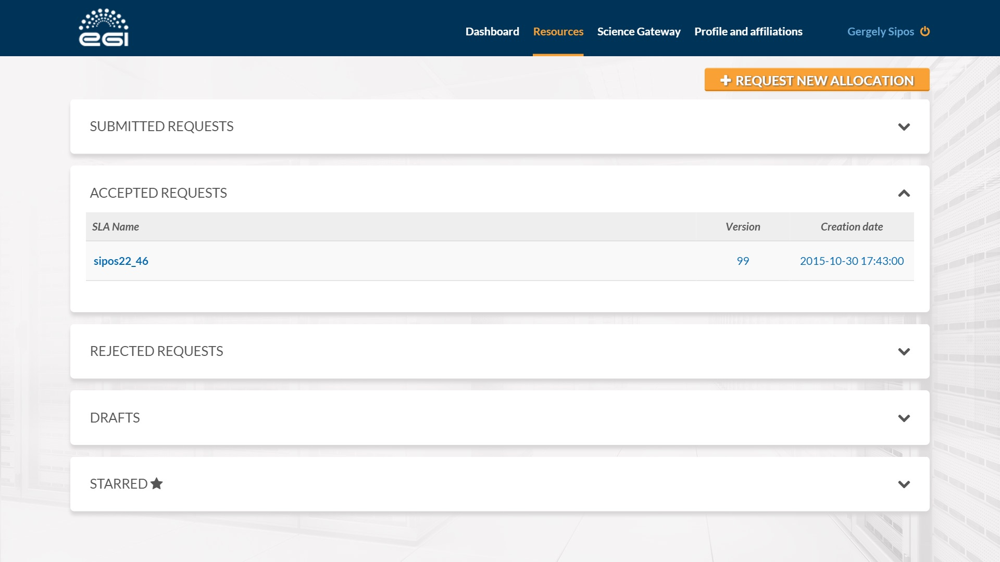 egi
Dashboard Resources Science Gateway Profile and affiliations Gergely Sipos
REQUEST NEW ALLOCATION
SUBMITTED REQUESTS
ACCEPTED REQUESTS
SLA Name Version Creation date
sipos22_46 99 2015-10-30 17:43:00
REJECTED REQUESTS
DRAFTS
STARRED